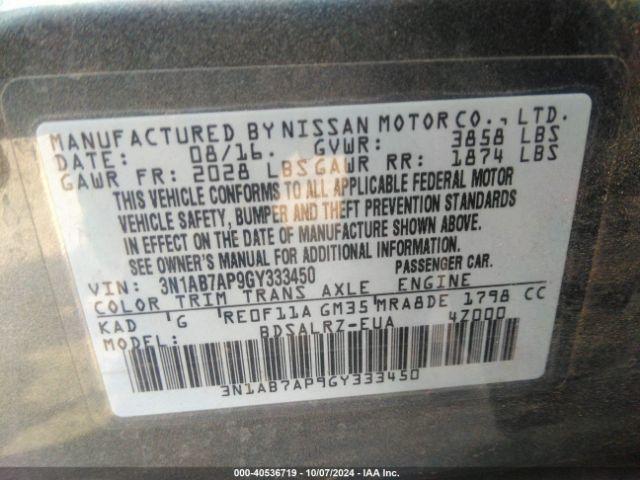 MANUFACTURED BY NISSAN MOTOR CO., LTD.
DATE: 08/16. GVWR: 3858 LBS
GAWR FR: 2028 LBS GAWR RR: 1874 LBS
THIS VEHICLE CONFORMS TO ALL APPLICABLE FEDERAL MOTOR
VEHICLE SAFETY, BUMPER AND THEFT PREVENTION STANDARDS
IN EFFECT ON THE DATE OF MANUFACTURE SHOWN ABOVE.
SEE OWNER'S MANUAL FOR ADDITIONAL INFORMATION.
VIN: 3N1AB7AP9GY333450 PASSENGER CAR.
COLOR TRIM TRANS AXLE ENGINE
KAD G RE0F11A GM35 MRA8DE 1798 CC
MODEL: BDSALRZ-EUA 4Z000
3N1AB7AP9GY333450
000-40536719 - 10/07/2024 - IAA Inc.